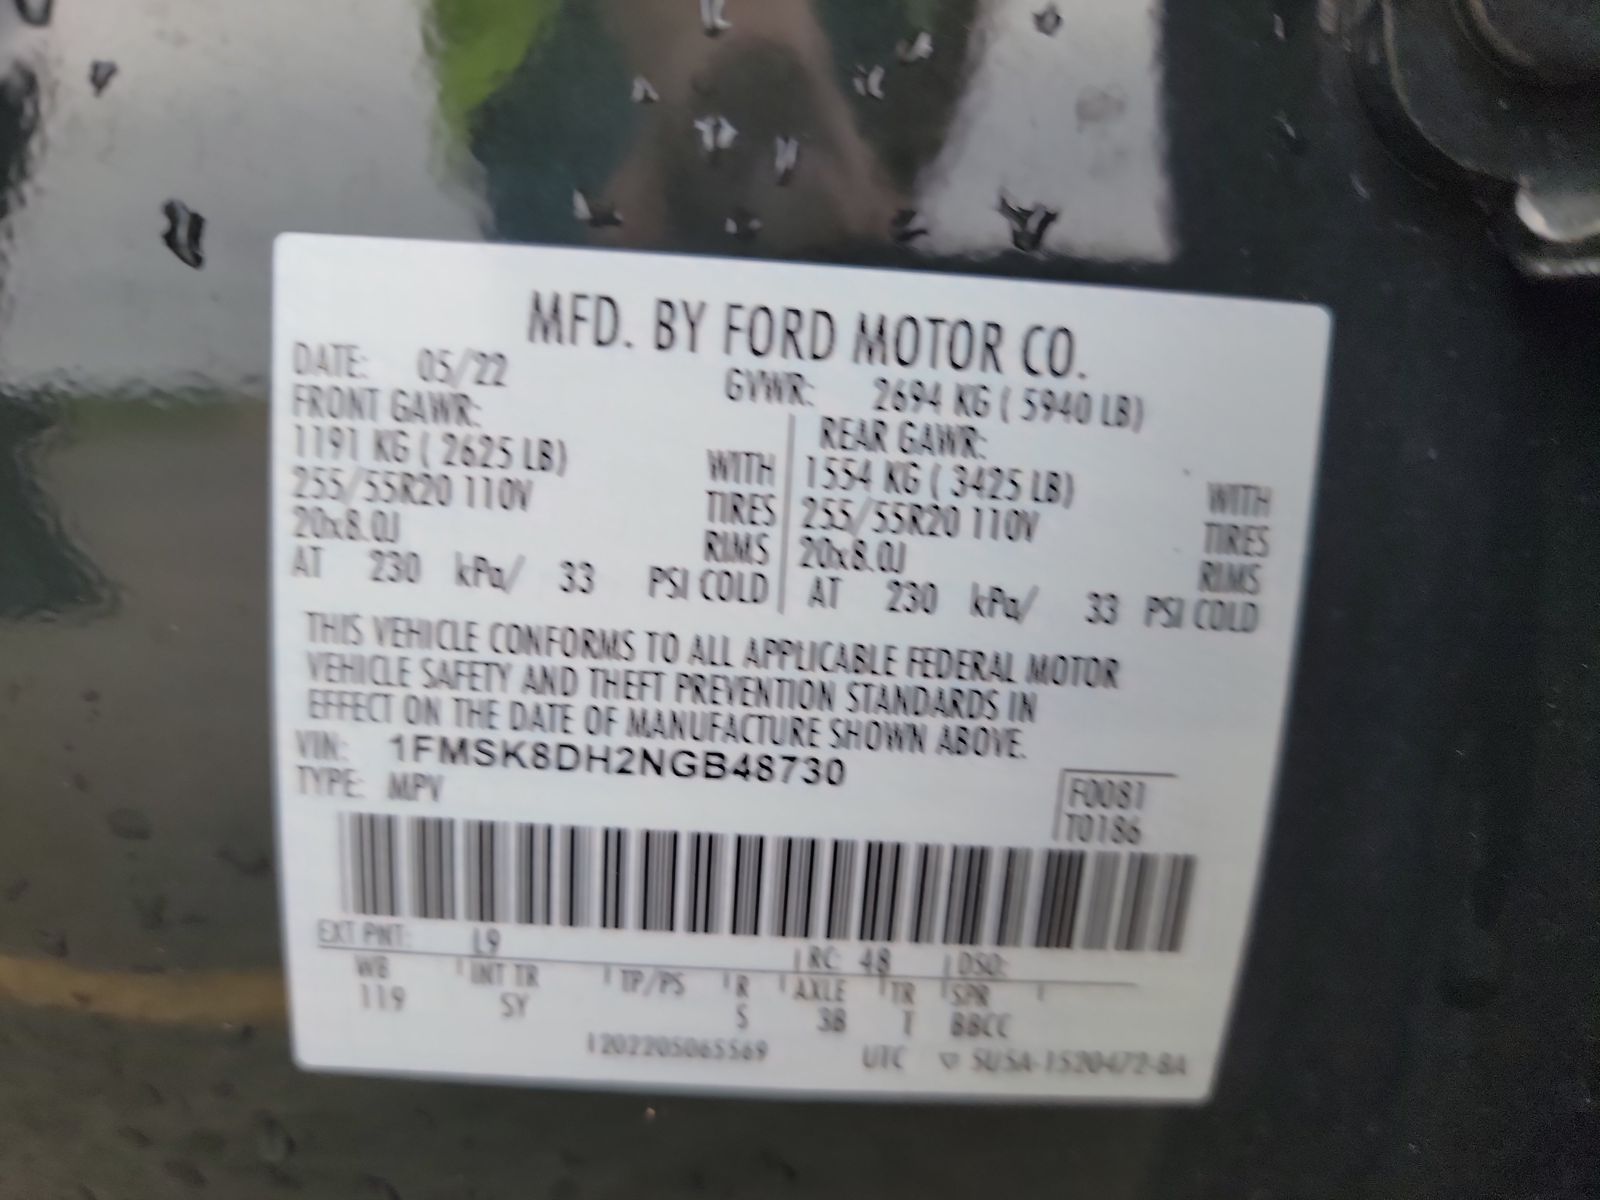 MFD. BY FORD MOTOR CO.
DATE: 05/22
GVWR: 2694 KG ( 5940 LB)
FRONT GAWR:
1191 KG ( 2625 LB) WITH
255/55R20 110V TIRES
20x8.0J RIMS
AT 230 kPa/ 33 PSI COLD
REAR GAWR:
1554 KG ( 3425 LB) WITH
255/55R20 110V TIRES
20x8.0J RIMS
AT 230 kPa/ 33 PSI COLD
THIS VEHICLE CONFORMS TO ALL APPLICABLE FEDERAL MOTOR
VEHICLE SAFETY AND THEFT PREVENTION STANDARDS IN
EFFECT ON THE DATE OF MANUFACTURE SHOWN ABOVE.
VIN: 1FMSK8DH2NGB48730
TYPE: MPV
F0081
T0186
EXT PNT: L9 RC: 48 DSO:
WB INT TR TP/PS R AXLE TR SPR
119 SY S 3B T BBCC
1202205065569 UTC ▽ 5U5A-1520472-BA